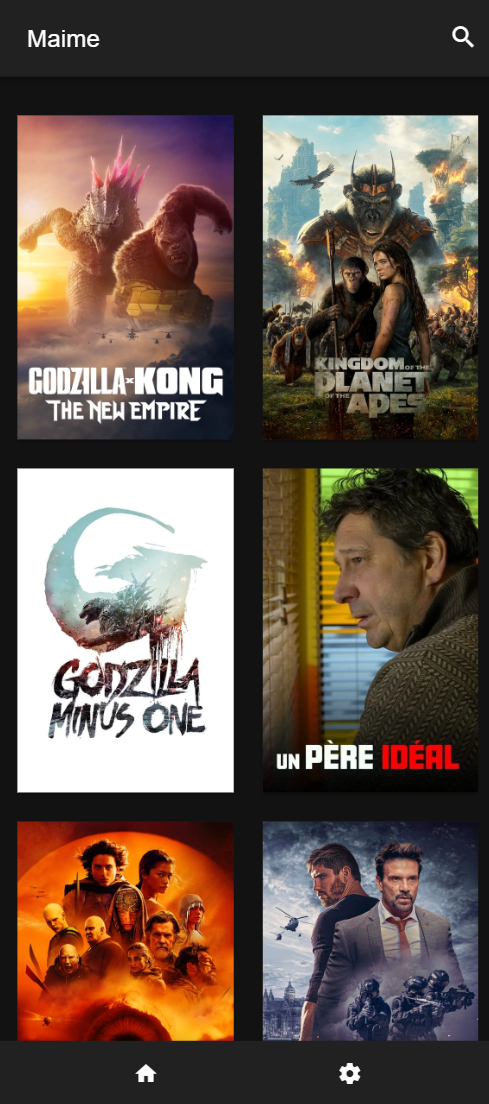 Maime
GODZILLA x KONG
THE NEW EMPIRE
KINGDOM OF THE
PLANET
OF THE APES
GODZILLA
MINUS ONE
UN PÈRE IDÉAL